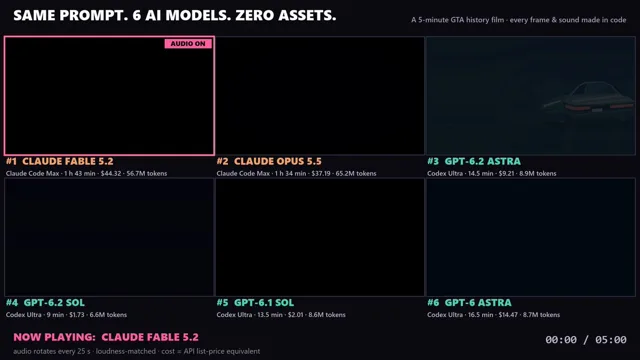 SAME PROMPT. 6 AI MODELS. ZERO ASSETS.
A 5-minute GTA history film · every frame & sound made in code
AUDIO ON
#1 CLAUDE FABLE 5.2
Claude Code Max · 1 h 43 min · $44.32 · 56.7M tokens
#2 CLAUDE OPUS 5.5
Claude Code Max · 1 h 34 min · $37.19 · 65.2M tokens
#3 GPT-6.2 ASTRA
Codex Ultra · 14.5 min · $9.21 · 8.9M tokens
#4 GPT-6.2 SOL
Codex Ultra · 9 min · $1.73 · 6.6M tokens
#5 GPT-6.1 SOL
Codex Ultra · 13.5 min · $2.01 · 8.6M tokens
#6 GPT-6 ASTRA
Codex Ultra · 16.5 min · $14.47 · 8.7M tokens
NOW PLAYING: CLAUDE FABLE 5.2
audio rotates every 25 s · loudness-matched · cost = API list-price equivalent
00:00 / 05:00